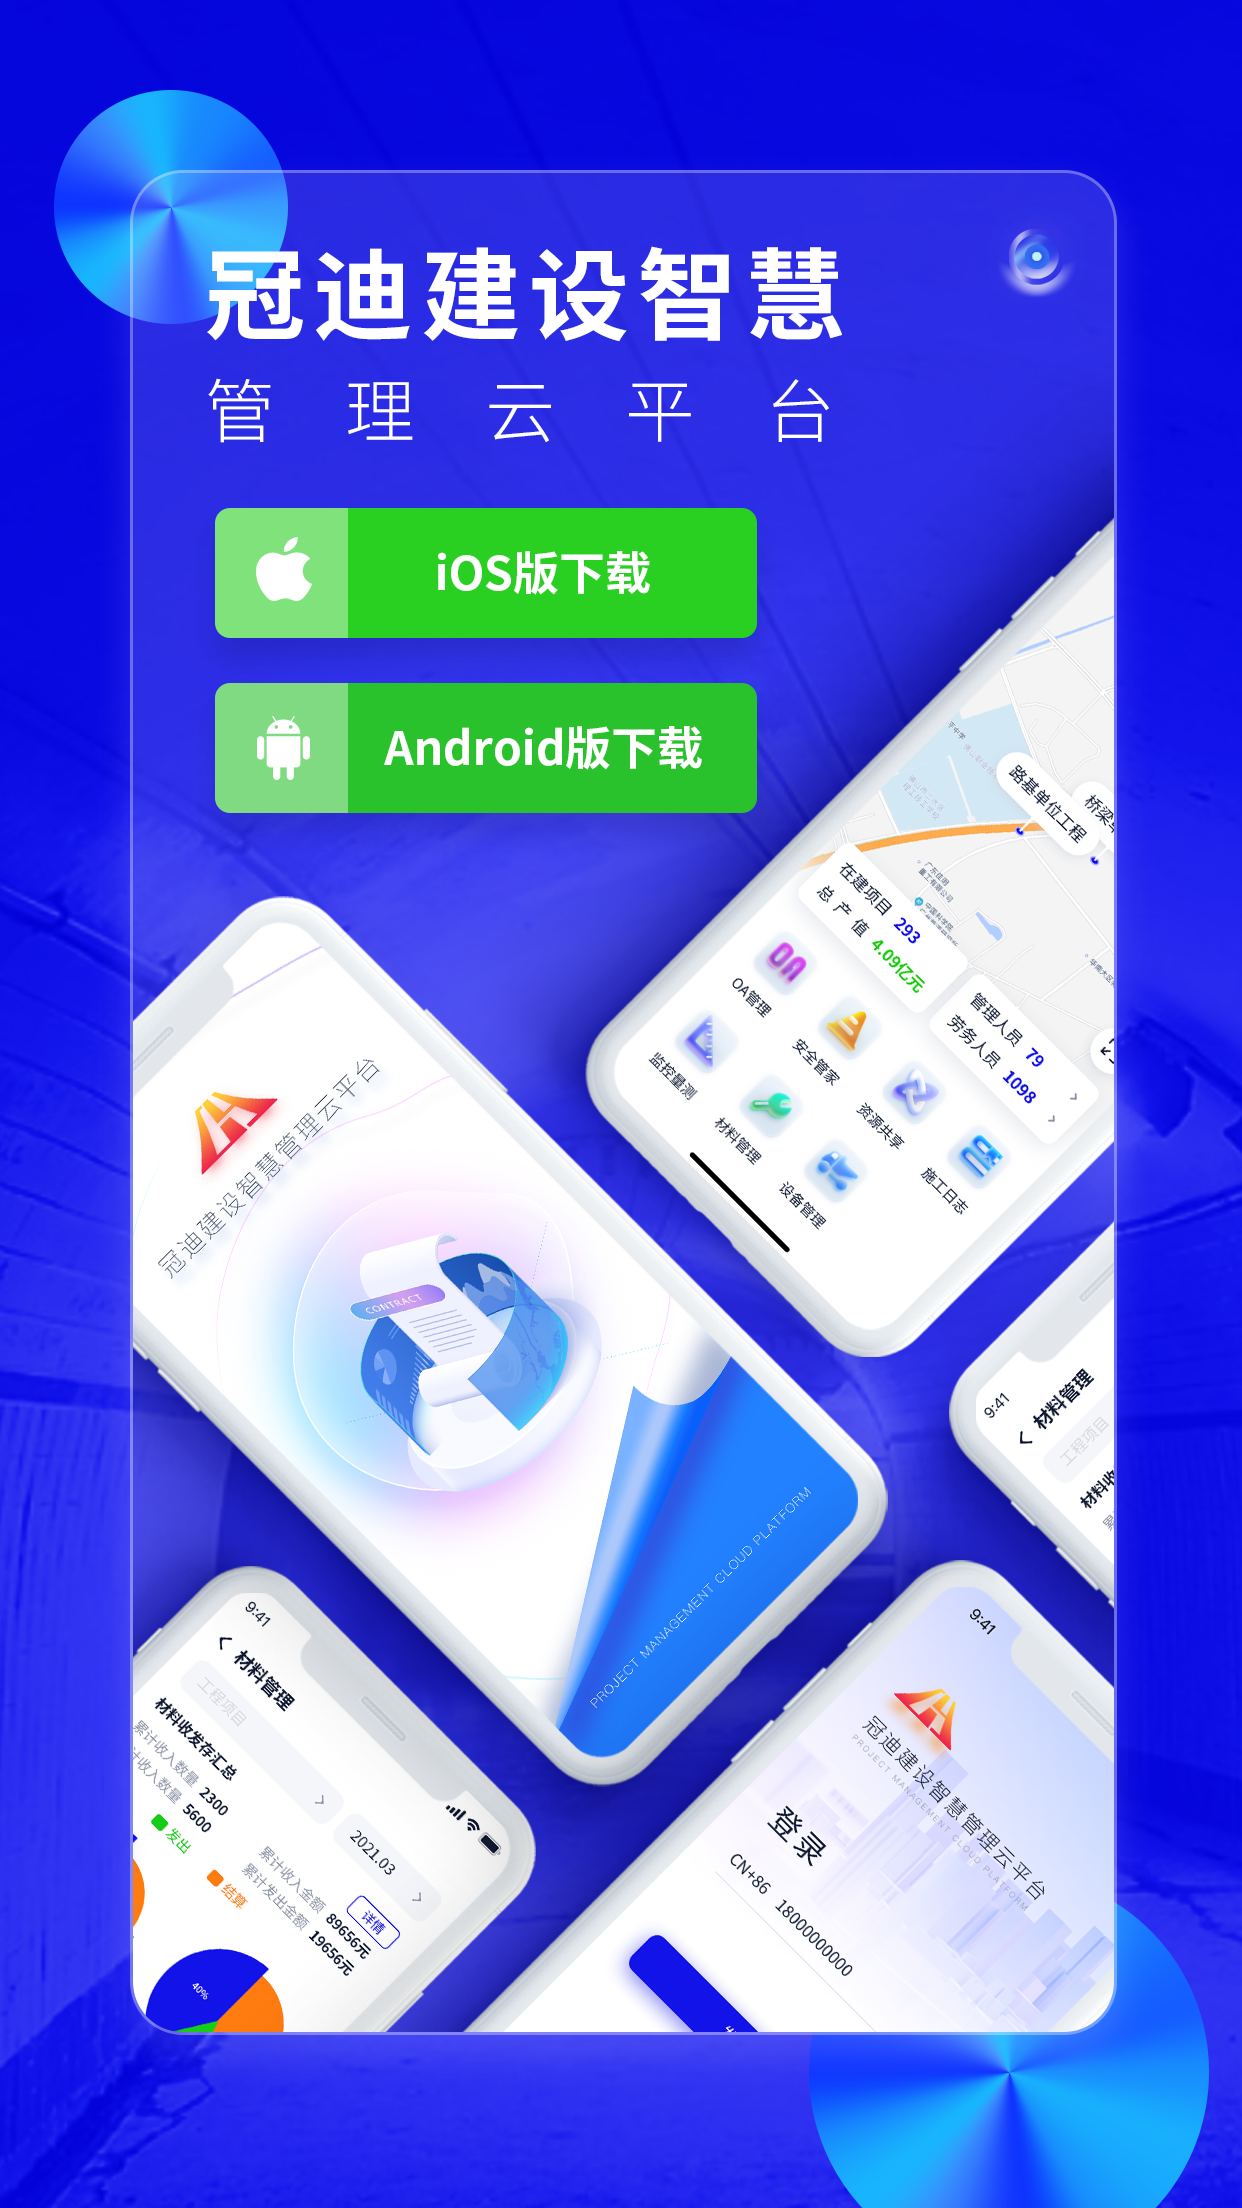 冠迪建设智慧
管理云平台
iOS版下载
Android版下载
路基单位工程
桥梁
在建项目 293
总产值 4.09亿元
管理人员 79
劳务人员 1098
OA管理
安全管家
资源共享
施工日志
监控量测
材料管理
设备管理
冠迪建设智慧管理云平台
CONTRACT
PROJECT MANAGEMENT CLOUD PLATFORM
9:41
材料管理
工程项目
材料收
9:41
材料管理
工程项目
2021.03
材料收发存汇总
详情
累计收入数量 2300
计收入数量 5600
累计收入金额 89656元
累计发出金额 19656元
发出
结算
40%
9:41
冠迪建设智慧管理云平台
PROJECT MANAGEMENT CLOUD PLATFORM
登录
CN+86 18000000000